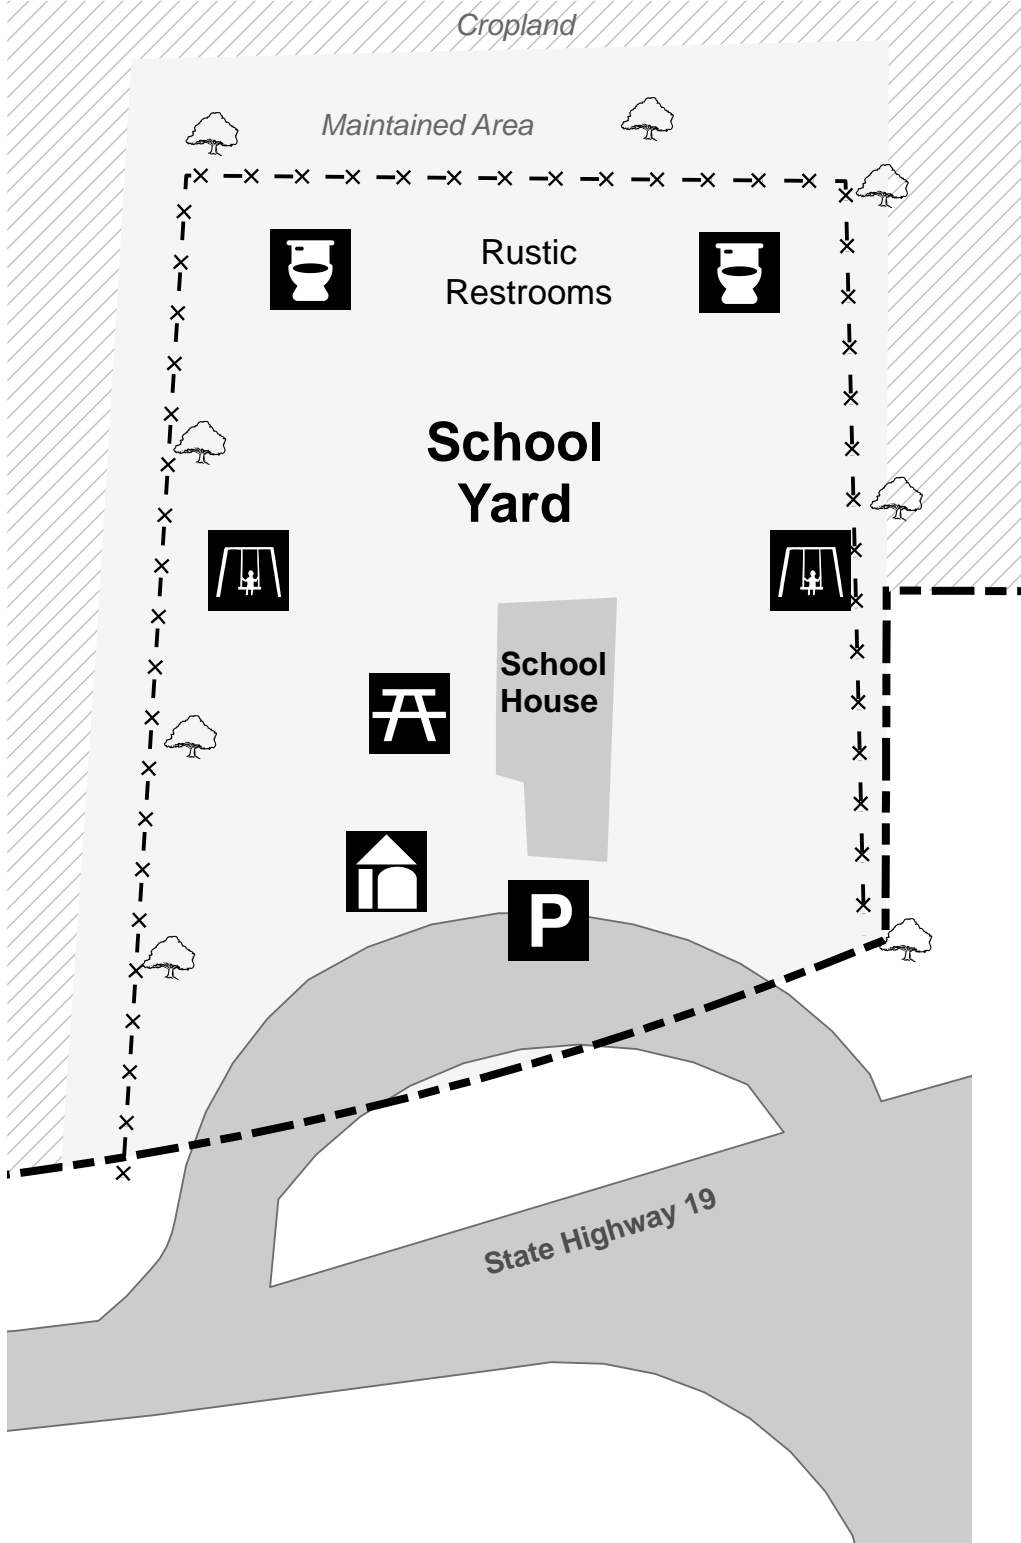 Cropland
Maintained Area
Rustic
Restrooms
School
Yard
School
House
P
State Highway 19